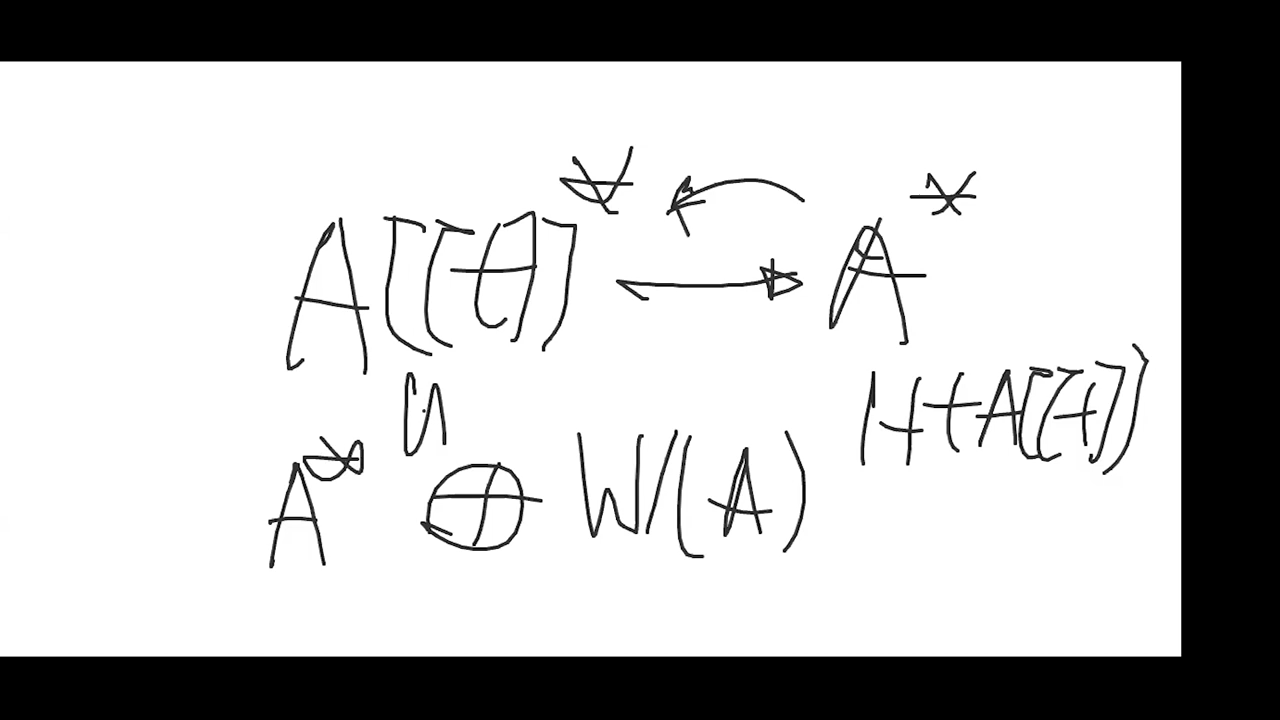 A[[t]]^* ⟷ A^*
1+tA[[t]]
A^* ⊕ W(A)